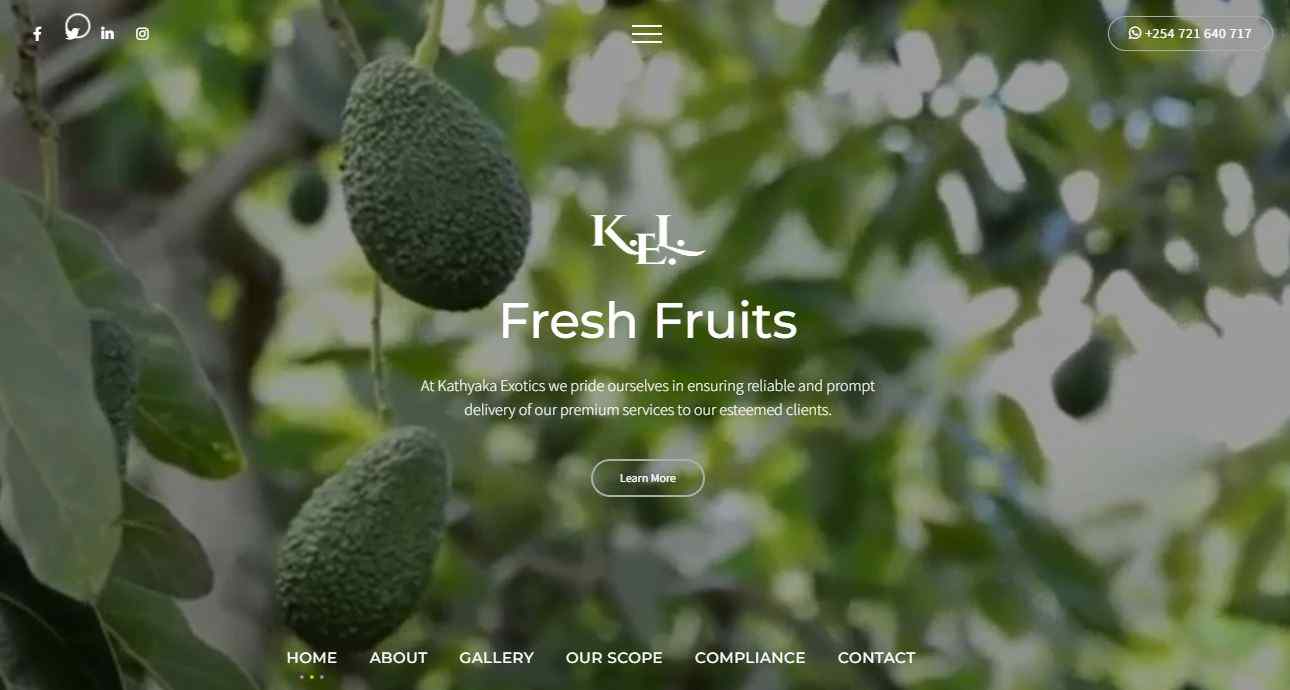 +254 721 640 717
K.E.L.
Fresh Fruits
At Kathyaka Exotics we pride ourselves in ensuring reliable and prompt
delivery of our premium services to our esteemed clients.
Learn More
HOME ABOUT GALLERY OUR SCOPE COMPLIANCE CONTACT